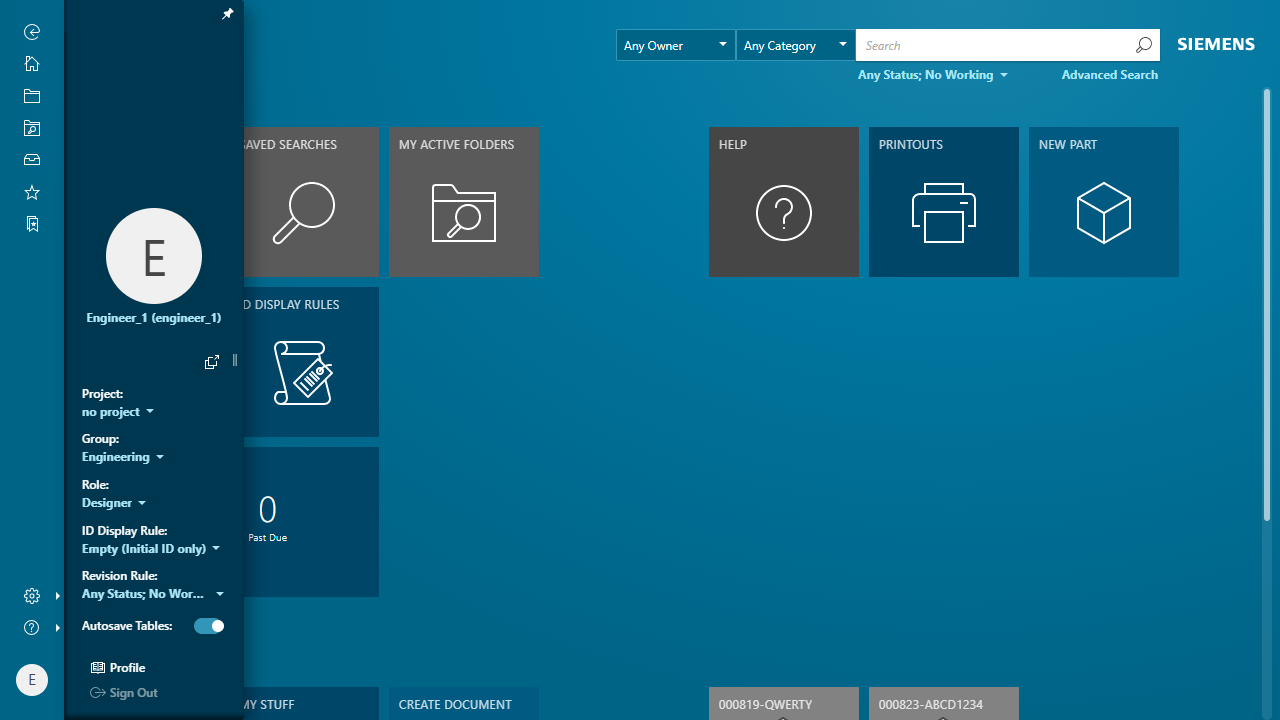 Any Owner
Any Category
Search
SIEMENS
Any Status; No Working
Advanced Search
SAVED SEARCHES
MY ACTIVE FOLDERS
HELP
PRINTOUTS
NEW PART
E
Engineer_1 (engineer_1)
DISPLAY RULES
Project:
no project
Group:
Engineering
Role:
Designer
ID Display Rule:
Empty (Initial ID only)
Revision Rule:
Any Status; No Wor...
Autosave Tables:
0
Past Due
Profile
Sign Out
E
MY STUFF
CREATE DOCUMENT
000819-QWERTY
000823-ABCD1234